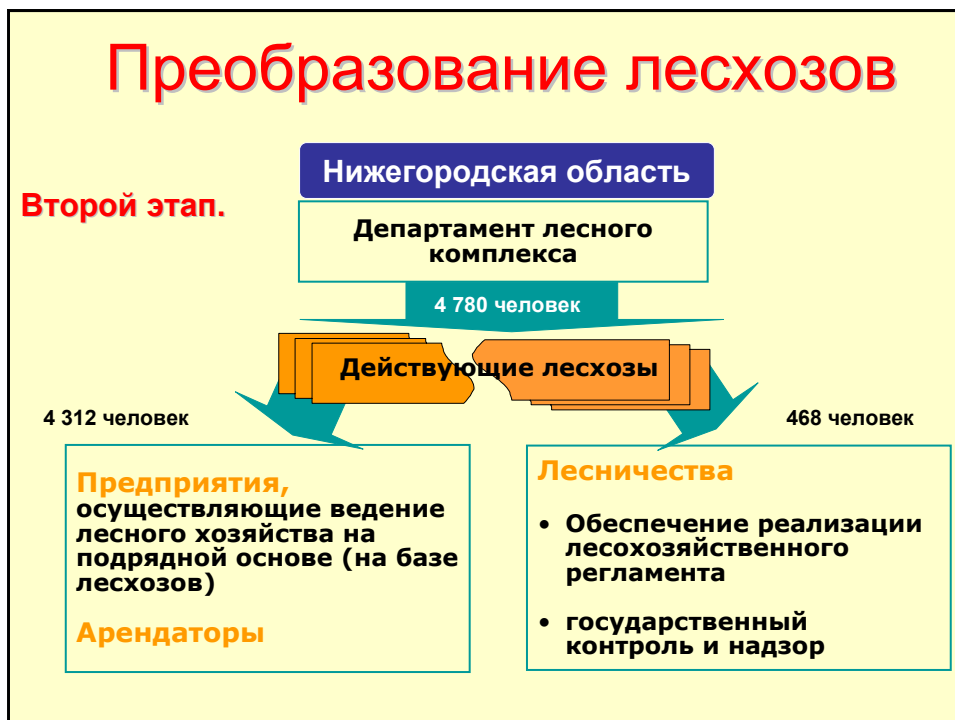 Преобразование лесхозов
Нижегородская область
Второй этап.
Департамент лесного
комплекса
4 780 человек
Действующие лесхозы
4 312 человек
468 человек
Предприятия,
осуществляющие ведение
лесного хозяйства на
подрядной основе (на базе
лесхозов)
Арендаторы
Лесничества
• Обеспечение реализации
лесохозяйственного
регламента
• государственный
контроль и надзор